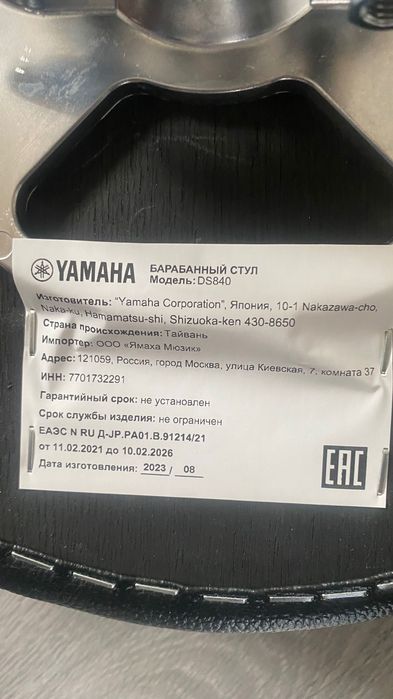 YAMAHA
БАРАБАННЫЙ СТУЛ
Модель: DS840
Изготовитель: "Yamaha Corporation", Япония, 10-1 Nakazawa-cho,
Naka-ku, Hamamatsu-shi, Shizuoka-ken 430-8650
Страна происхождения: Тайвань
Импортер: ООО «Ямаха Мюзик»
Адрес: 121059, Россия, город Москва, улица Киевская, 7, комната 37
ИНН: 7701732291
Гарантийный срок: не установлен
Срок службы изделия: не ограничен
ЕАЭС N RU Д-JP.РА01.В.91214/21
от 11.02.2021 до 10.02.2026
Дата изготовления: 2023 / 08
EAC